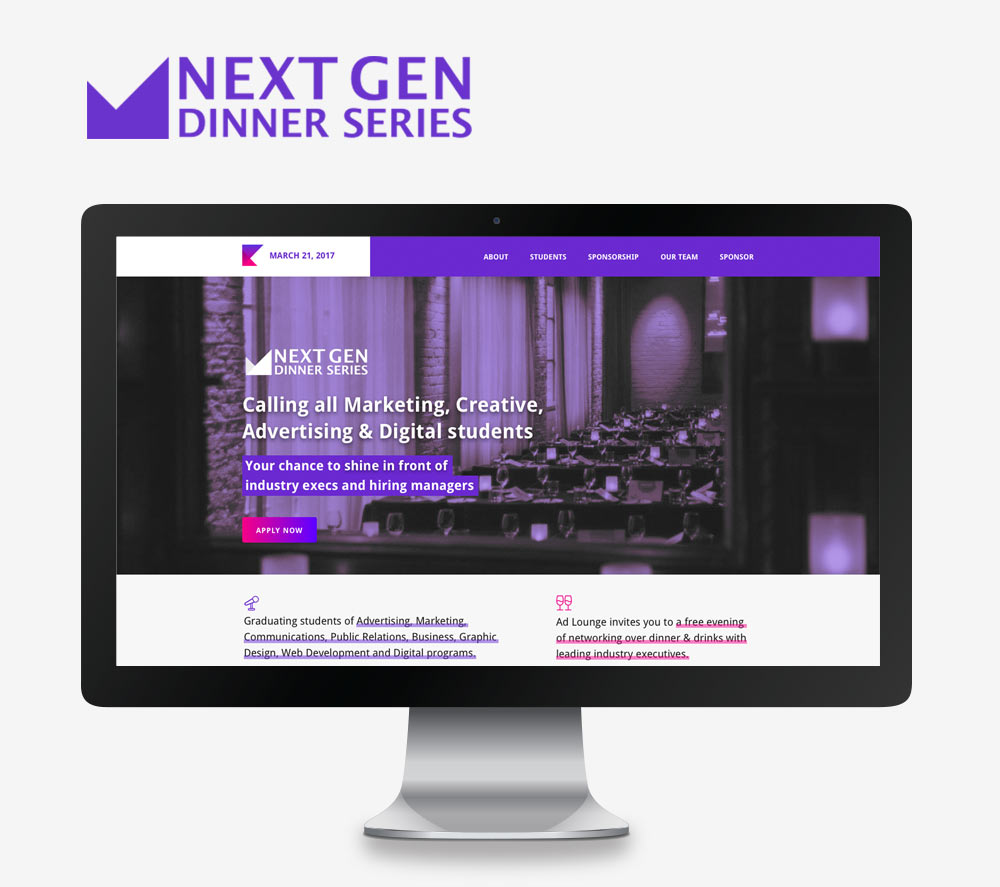 NEXT GEN
DINNER SERIES
MARCH 21, 2017
ABOUT STUDENTS SPONSORSHIP OUR TEAM SPONSOR
NEXT GEN
DINNER SERIES
Calling all Marketing, Creative,
Advertising & Digital students
Your chance to shine in front of
industry execs and hiring managers
APPLY NOW
Graduating students of Advertising, Marketing,
Communications, Public Relations, Business, Graphic
Design, Web Development and Digital programs.
Ad Lounge invites you to a free evening
of networking over dinner & drinks with
leading industry executives.